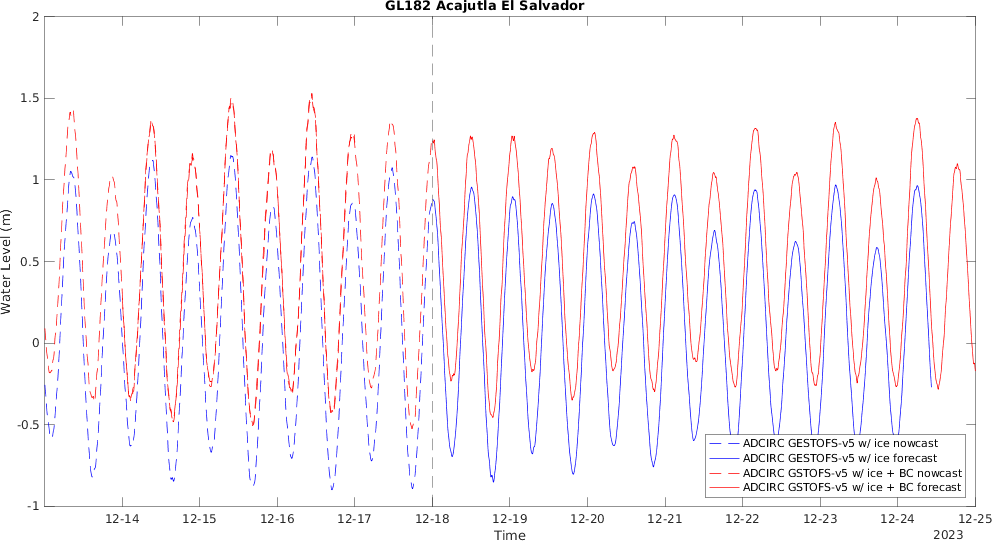 GL182 Acajutla El Salvador
2
1.5
1
0.5
0
-0.5
-1
Water Level (m)
12-14
12-15
12-16
12-17
12-18
12-19
12-20
12-21
12-22
12-23
12-24
12-25
Time
2023
ADCIRC GESTOFS-v5 w/ ice nowcast
ADCIRC GESTOFS-v5 w/ ice forecast
ADCIRC GSTOFS-v5 w/ ice + BC nowcast
ADCIRC GSTOFS-v5 w/ ice + BC forecast